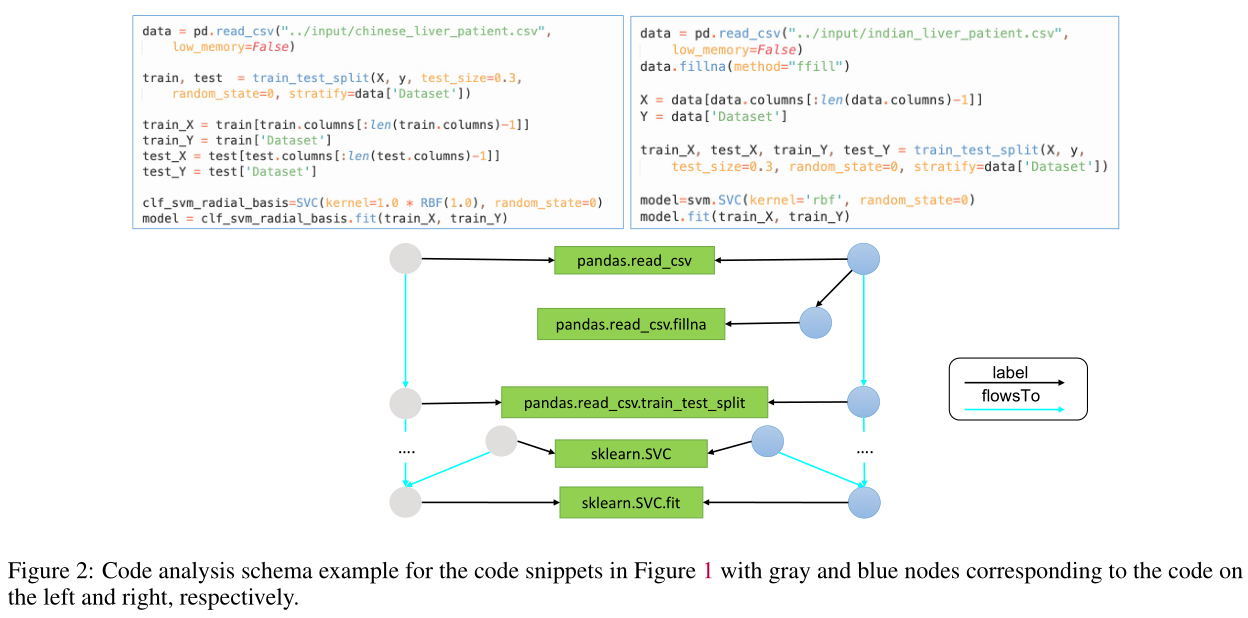 data = pd.read_csv("../input/chinese_liver_patient.csv",
low_memory=False)
train, test  = train_test_split(X, y, test_size=0.3,
random_state=0, stratify=data['Dataset'])
train_X = train[train.columns[:len(train.columns)-1]]
train_Y = train['Dataset']
test_X = test[test.columns[:len(test.columns)-1]]
test_Y = test['Dataset']
clf_svm_radial_basis=SVC(kernel=1.0 * RBF(1.0), random_state=0)
model = clf_svm_radial_basis.fit(train_X, train_Y)
data = pd.read_csv("../input/indian_liver_patient.csv",
low_memory=False)
data.fillna(method="ffill")
X = data[data.columns[:len(data.columns)-1]]
Y = data['Dataset']
train_X, test_X, train_Y, test_Y = train_test_split(X, y,
test_size=0.3, random_state=0, stratify=data['Dataset'])
model=svm.SVC(kernel='rbf', random_state=0)
model.fit(train_X, train_Y)
pandas.read_csv
pandas.read_csv.fillna
label
flowsTo
pandas.read_csv.train_test_split
....
....
sklearn.SVC
sklearn.SVC.fit
Figure 2: Code analysis schema example for the code snippets in Figure 1 with gray and blue nodes corresponding to the code on
the left and right, respectively.